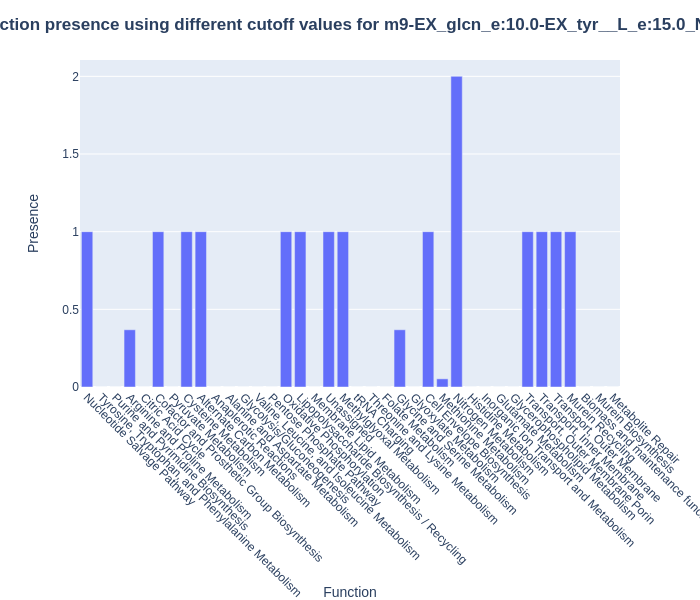 ction presence using different cutoff values for m9-EX_glcn_e:10.0-EX_tyr__L_e:15.0_N
Presence
2
1.5
1
0.5
0
Nucleotide Salvage Pathway
Tyrosine, Tryptophan, and Phenylalanine Metabolism
Purine and Pyrimidine Biosynthesis
Arginine and Proline Metabolism
Citric Acid Cycle
Cofactor and Prosthetic Group Biosynthesis
Pyruvate Metabolism
Cysteine Metabolism
Alternate Carbon Metabolism
Anaplerotic Reactions
Alanine and Aspartate Metabolism
Glycolysis/Gluconeogenesis
Valine, Leucine, and Isoleucine Metabolism
Pentose Phosphate Pathway
Oxidative Phosphorylation
Lipopolysaccharide Biosynthesis / Recycling
Membrane Lipid Metabolism
Unassigned
Methylglyoxal Metabolism
tRNA Charging
Threonine and Lysine Metabolism
Folate Metabolism
Glycine and Serine Metabolism
Glyoxylate Metabolism
Cell Envelope Biosynthesis
Methionine Metabolism
Nitrogen Metabolism
Histidine Metabolism
Inorganic Ion Transport and Metabolism
Glutamate Metabolism
Glycerophospholipid Metabolism
Transport, Outer Membrane Porin
Transport, Inner Membrane
Transport, Outer Membrane
Murein Recycling
Biomass and maintenance func
Murein Biosynthesis
Metabolite Repair
Function